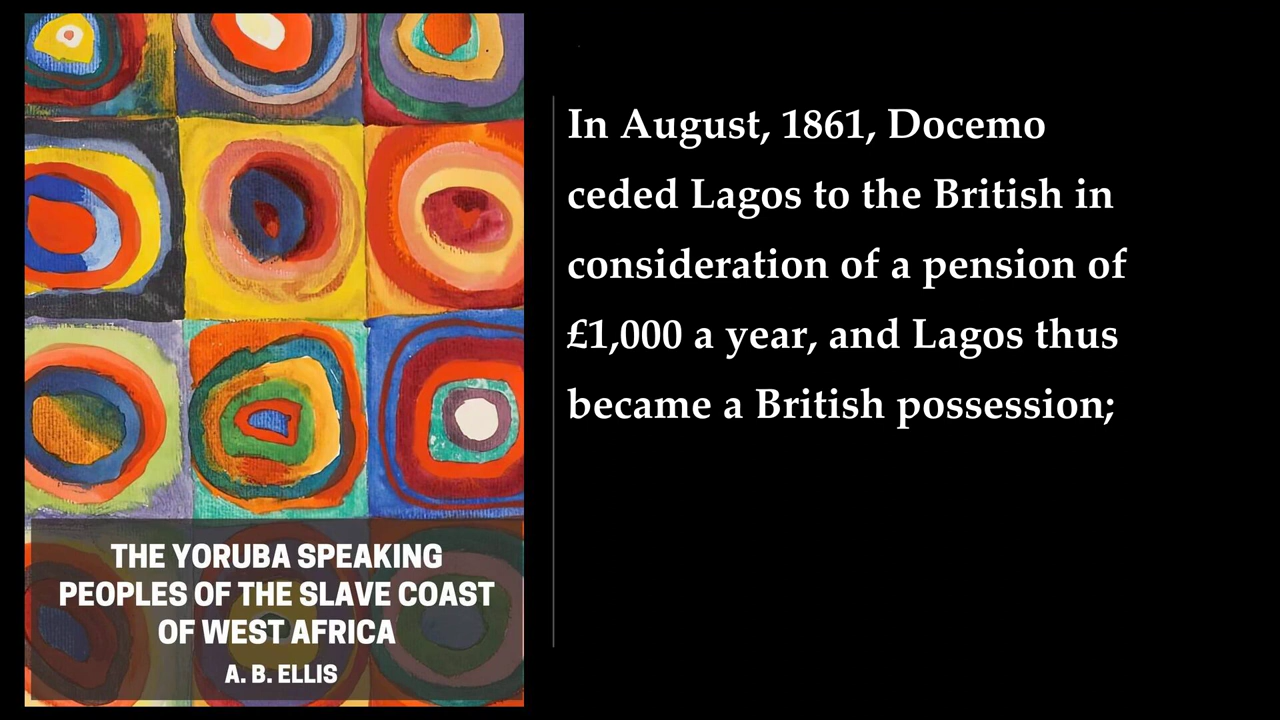 In August, 1861, Docemo
ceded Lagos to the British in
consideration of a pension of
£1,000 a year, and Lagos thus
became a British possession;
THE YORUBA SPEAKING
PEOPLES OF THE SLAVE COAST
OF WEST AFRICA
A. B. ELLIS